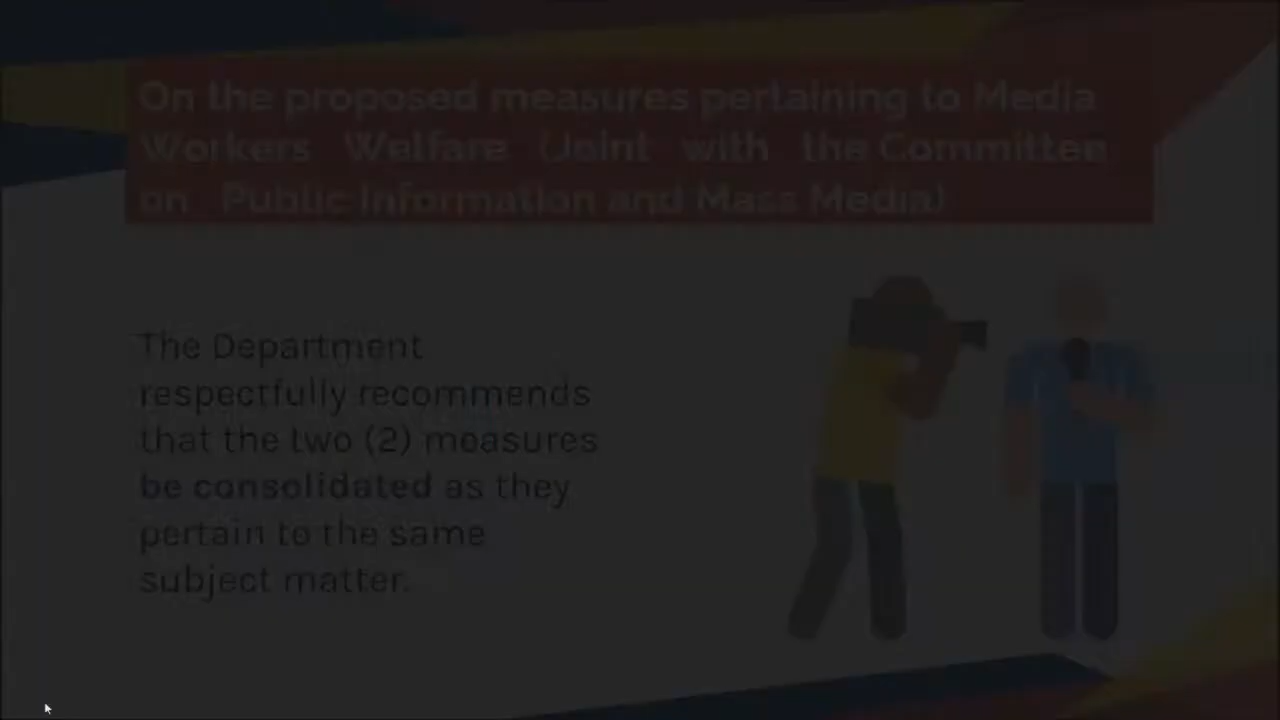 On the proposed measures pertaining to Media
Workers Welfare (Joint with the Committee
on Public Information and Mass Media)
The Department
respectfully recommends
that the two (2) measures
be consolidated as they
pertain to the same
subject matter.